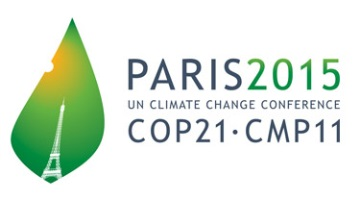 PARIS2015
UN CLIMATE CHANGE CONFERENCE
COP21·CMP11